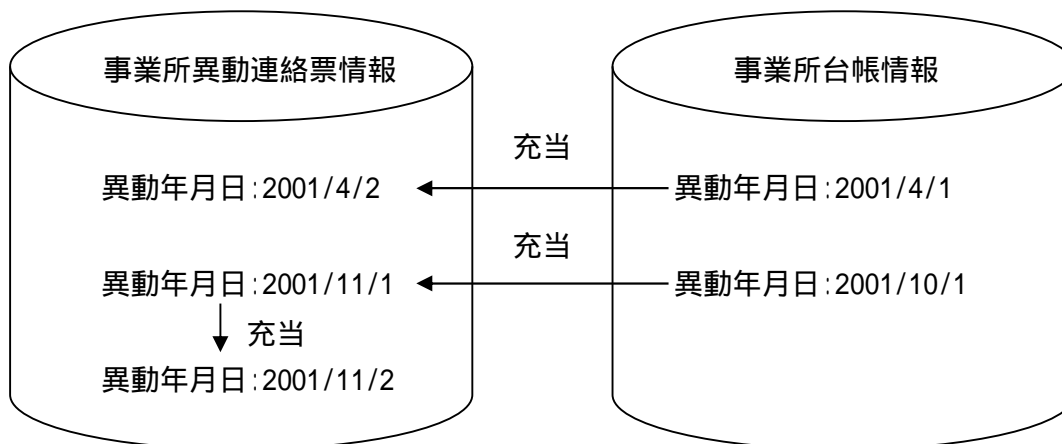 事業所異動連絡票情報
事業所台帳情報
充当
異動年月日:2001/4/2
異動年月日:2001/4/1
充当
異動年月日:2001/11/1
異動年月日:2001/10/1
充当
異動年月日:2001/11/2